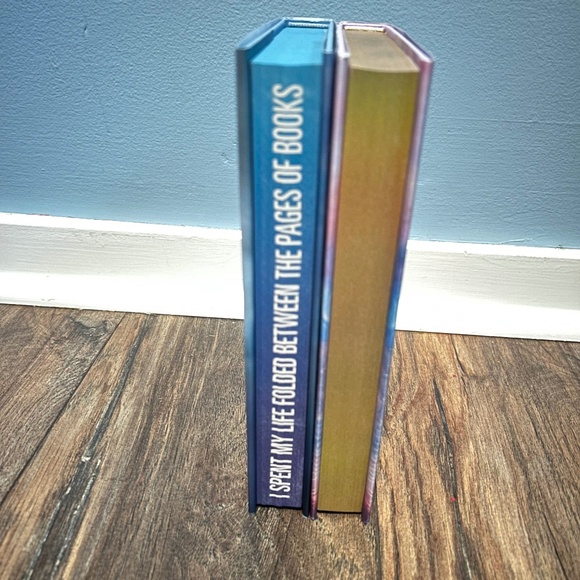 I SPENT MY LIFE FOLDED BETWEEN THE PAGES OF BOOKS